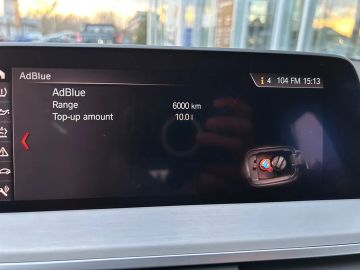 AdBlue
i 4 104 FM 15:13
AdBlue
Range 6000 km
Top-up amount 10.0 l